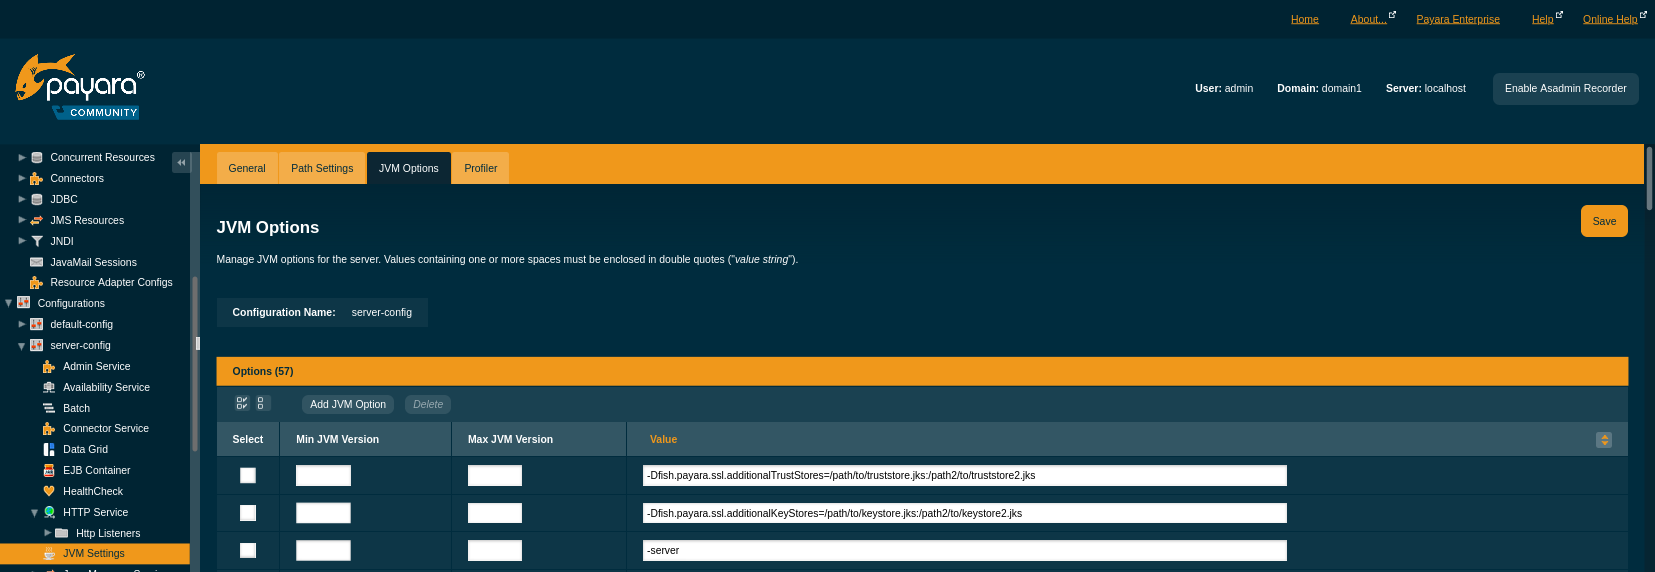 Home About... Payara Enterprise Help Online Help
payara®
COMMUNITY
User: admin Domain: domain1 Server: localhost Enable Asadmin Recorder
Concurrent Resources
Connectors
JDBC
JMS Resources
JNDI
JavaMail Sessions
Resource Adapter Configs
Configurations
default-config
server-config
Admin Service
Availability Service
Batch
Connector Service
Data Grid
EJB Container
HealthCheck
HTTP Service
Http Listeners
JVM Settings
General Path Settings JVM Options Profiler
JVM Options
Save
Manage JVM options for the server. Values containing one or more spaces must be enclosed in double quotes ("value string").
Configuration Name: server-config
Options (57)
Add JVM Option Delete
Select Min JVM Version Max JVM Version Value
-Dfish.payara.ssl.additionalTrustStores=/path/to/truststore.jks:/path2/to/truststore2.jks
-Dfish.payara.ssl.additionalKeyStores=/path/to/keystore.jks:/path2/to/keystore2.jks
-server